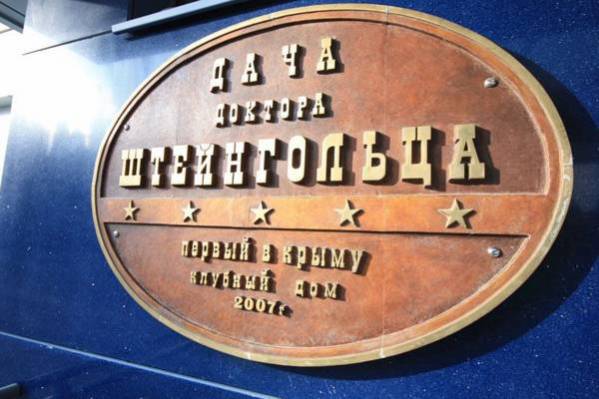 ДАЧА
ДОКТОРА
ШТЕЙНГОЛЬЦА
первый в крыму
клубный дом
2007г